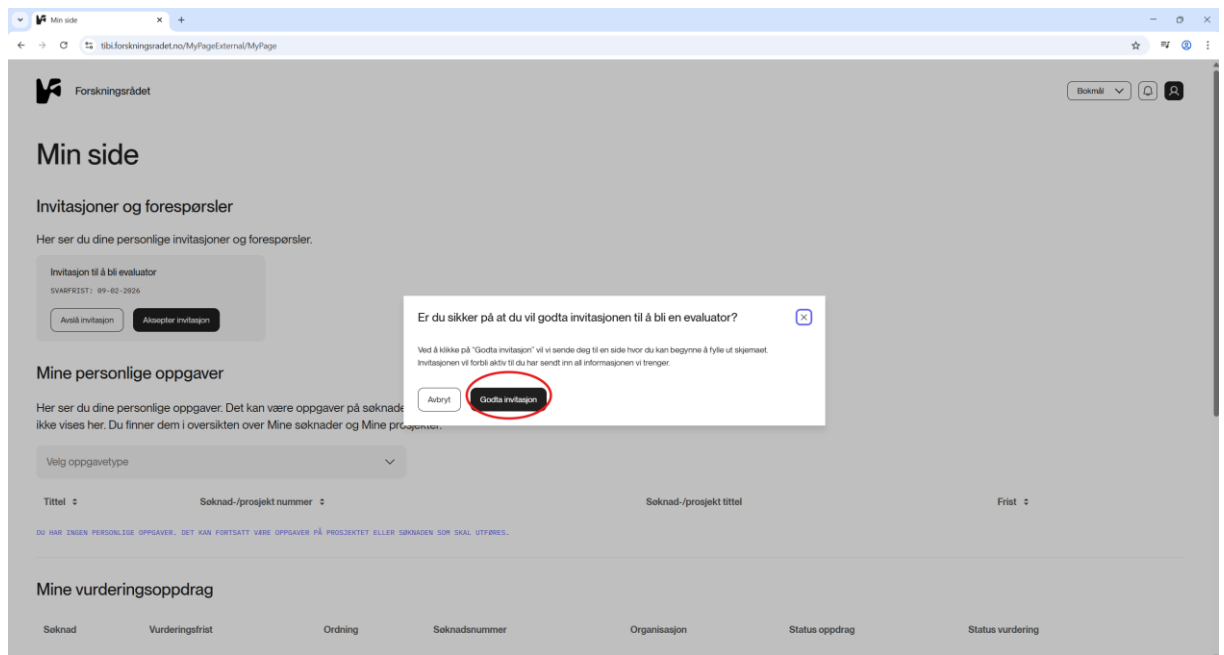 Min side
tibi.forskningsradet.no/MyPageExternal/MyPage
Forskningsrådet
Bokmål
Min side
Invitasjoner og forespørsler
Her ser du dine personlige invitasjoner og forespørsler.
Invitasjon til å bli evaluator
SVARFRIST: 09-02-2026
Avslå invitasjon
Aksepter invitasjon
Er du sikker på at du vil godta invitasjonen til å bli en evaluator?
Ved å klikke på "Godta invitasjon" vil vi sende deg til en side hvor du kan begynne å fylle ut skjemaet.
Invitasjonen vil forbli aktiv til du har sendt inn all informasjonen vi trenger.
Avbryt
Godta invitasjon
Mine personlige oppgaver
Her ser du dine personlige oppgaver. Det kan være oppgaver på søknade
ikke vises her. Du finner dem i oversikten over Mine søknader og Mine prosjekter.
Velg oppgavetype
Tittel Søknad-/prosjekt nummer Søknad-/prosjekt tittel Frist
DU HAR INGEN PERSONLIGE OPPGAVER. DET KAN FORTSATT VÆRE OPPGAVER PÅ PROSJEKTET ELLER SØKNADEN SOM SKAL UTFØRES.
Mine vurderingsoppdrag
Søknad Vurderingsfrist Ordning Søknadsnummer Organisasjon Status oppdrag Status vurdering